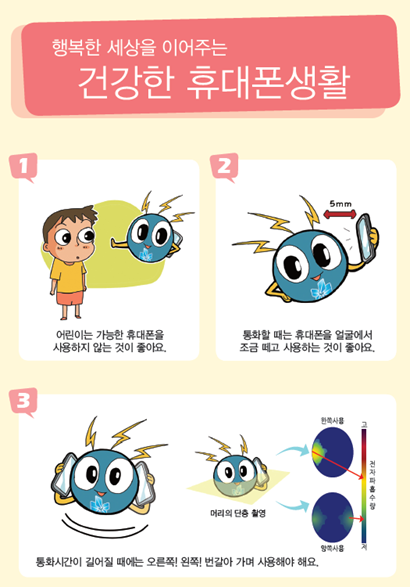 행복한 세상을 이어주는
건강한 휴대폰생활
1
어린이는 가능한 휴대폰을
사용하지 않는 것이 좋아요.
2
5mm
통화할 때는 휴대폰을 얼굴에서
조금 떼고 사용하는 것이 좋아요.
3
머리의 단층 촬영
한쪽사용
양쪽사용
고
전자파흡수량
저
통화시간이 길어질 때에는 오른쪽! 왼쪽! 번갈아 가며 사용해야 해요.